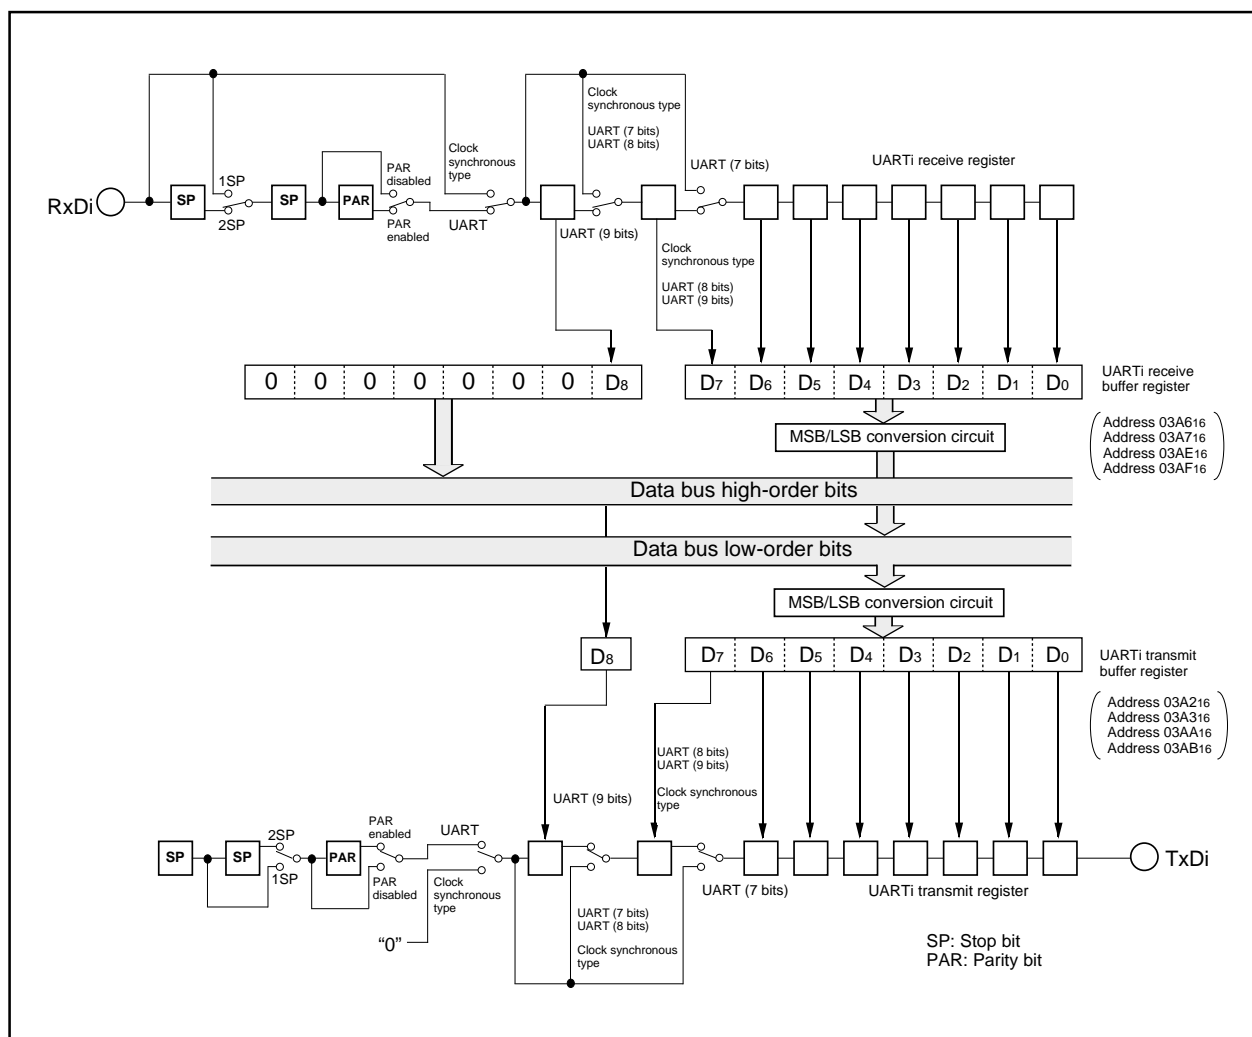 Clock
synchronous type
UART (7 bits)
UART (8 bits)
Clock
synchronous
type
UART (7 bits)
UARTi receive register
PAR
disabled
1SP
RxDi
SP
SP
PAR
2SP
PAR
enabled
UART
UART (9 bits)
Clock
synchronous type
UART (8 bits)
UART (9 bits)
0 0 0 0 0 0 0 D8
D7 D6 D5 D4 D3 D2 D1 D0
UARTi receive
buffer register
MSB/LSB conversion circuit
Address 03A616
Address 03A716
Address 03AE16
Address 03AF16
Data bus high-order bits
Data bus low-order bits
MSB/LSB conversion circuit
D8
D7 D6 D5 D4 D3 D2 D1 D0
UARTi transmit
buffer register
Address 03A216
Address 03A316
Address 03AA16
Address 03AB16
UART (8 bits)
UART (9 bits)
Clock synchronous
type
UART (9 bits)
PAR
enabled
2SP
UART
SP
SP
PAR
TxDi
1SP
PAR
disabled
Clock
synchronous
type
UART (7 bits)
UARTi transmit register
UART (7 bits)
UART (8 bits)
Clock synchronous
type
“0”
SP: Stop bit
PAR: Parity bit